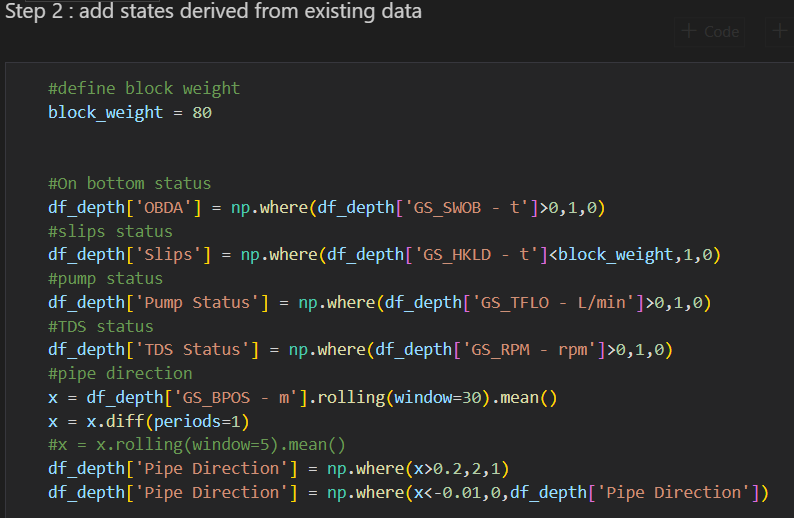 Step 2 : add states derived from existing data
+ Code
+
#define block weight
block_weight = 80
#On bottom status
df_depth['OBDA'] = np.where(df_depth['GS_SWOB - t']>0,1,0)
#slips status
df_depth['Slips'] = np.where(df_depth['GS_HKLD - t']<block_weight,1,0)
#pump status
df_depth['Pump Status'] = np.where(df_depth['GS_TFLO - L/min']>0,1,0)
#TDS status
df_depth['TDS Status'] = np.where(df_depth['GS_RPM - rpm']>0,1,0)
#pipe direction
x = df_depth['GS_BPOS - m'].rolling(window=30).mean()
x = x.diff(periods=1)
#x = x.rolling(window=5).mean()
df_depth['Pipe Direction'] = np.where(x>0.2,2,1)
df_depth['Pipe Direction'] = np.where(x<-0.01,0,df_depth['Pipe Direction'])